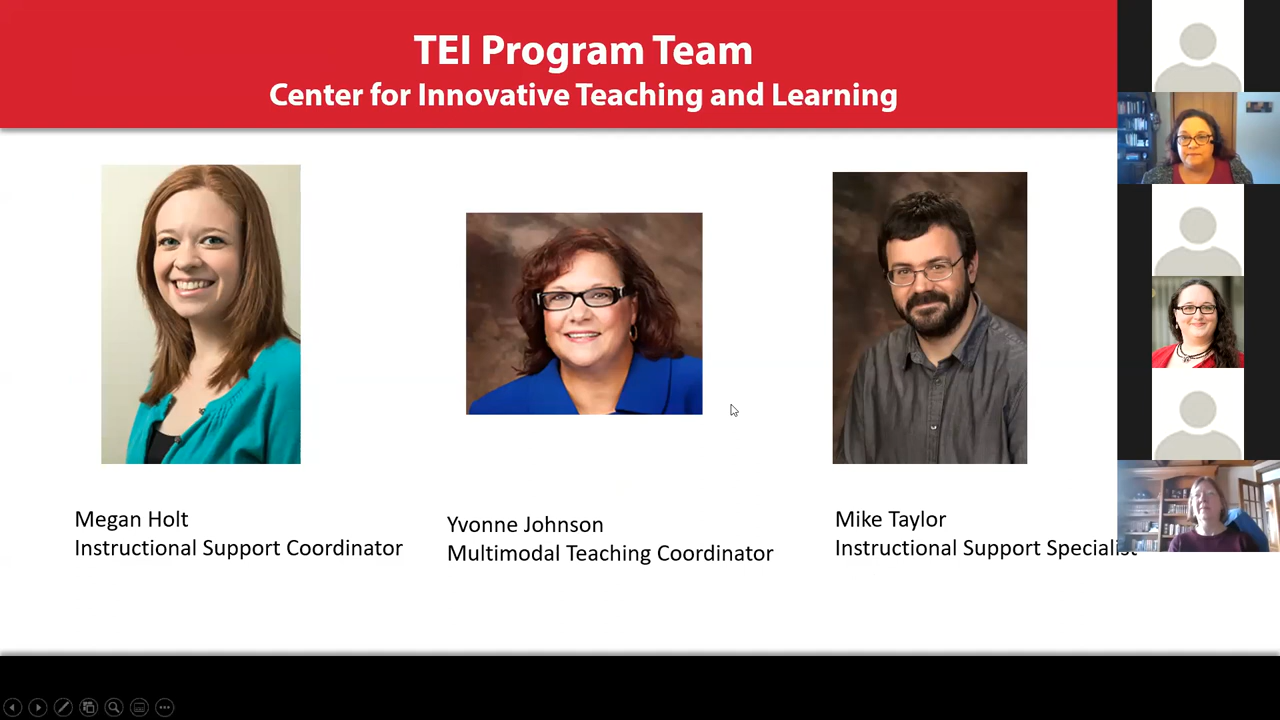 TEI Program Team
Center for Innovative Teaching and Learning
Megan Holt
Instructional Support Coordinator
Yvonne Johnson
Multimodal Teaching Coordinator
Mike Taylor
Instructional Support Specialist